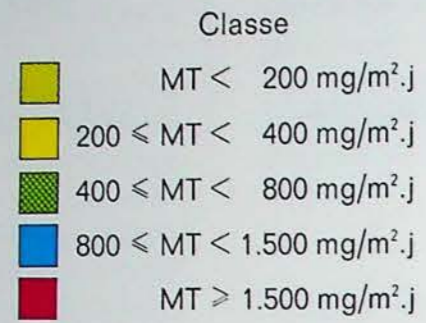 Classe
MT < 200 mg/m².j
200 ⩽ MT < 400 mg/m².j
400 ⩽ MT < 800 mg/m².j
800 ⩽ MT < 1.500 mg/m².j
MT ⩾ 1.500 mg/m².j